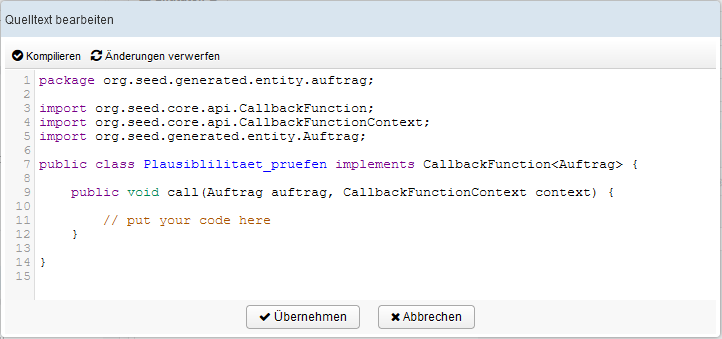 Quelltext bearbeiten
Kompilieren Änderungen verwerfen
1 package org.seed.generated.entity.auftrag;
2
3 import org.seed.core.api.CallbackFunction;
4 import org.seed.core.api.CallbackFunctionContext;
5 import org.seed.generated.entity.Auftrag;
6
7 public class Plausiblilitaet_pruefen implements CallbackFunction<Auftrag> {
8
9     public void call(Auftrag auftrag, CallbackFunctionContext context) {
10
11         // put your code here
12     }
13
14 }
15
Übernehmen Abbrechen